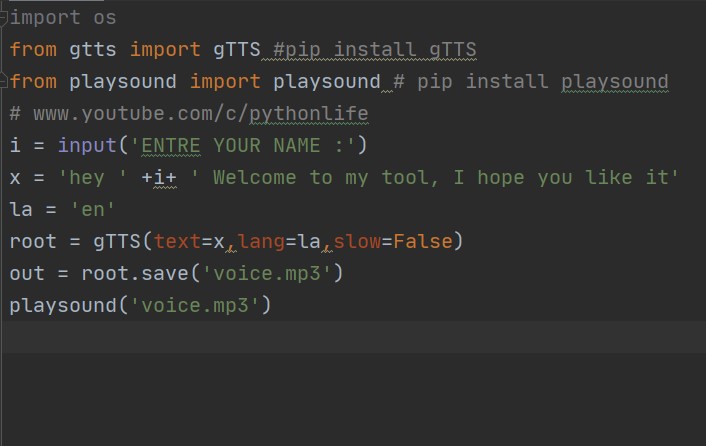 import os
from gtts import gTTS #pip install gTTS
from playsound import playsound # pip install playsound
# www.youtube.com/c/pythonlife
i = input('ENTRE YOUR NAME :')
x = 'hey ' +i+ ' Welcome to my tool, I hope you like it'
la = 'en'
root = gTTS(text=x,lang=la,slow=False)
out = root.save('voice.mp3')
playsound('voice.mp3')